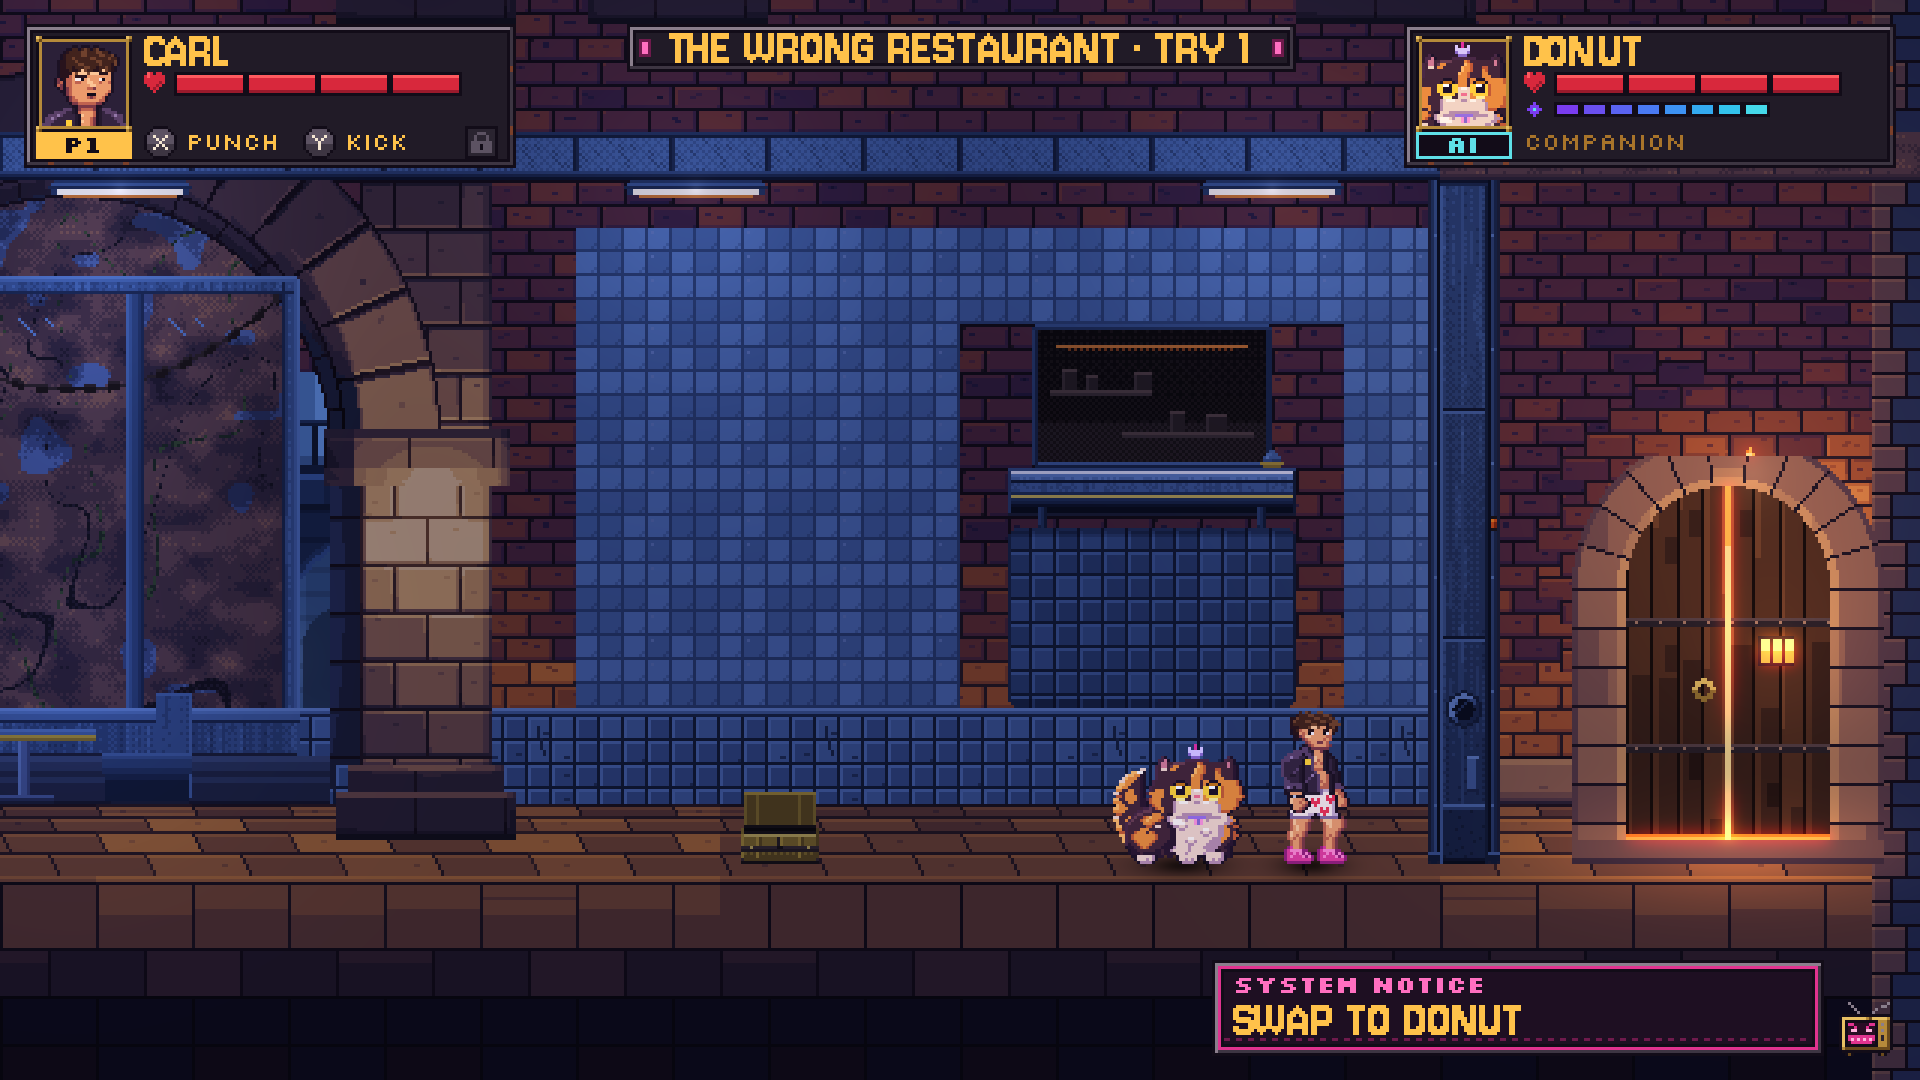 CARL
P1
X PUNCH Y KICK
THE WRONG RESTAURANT · TRY 1
DONUT
AI
COMPANION
SYSTEM NOTICE
SWAP TO DONUT